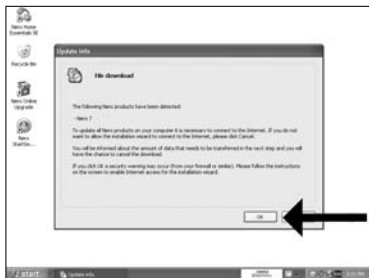 Nero Home
Essentials SE
Recycle Bin
Nero Online
Upgrade
Nero
StartSm...
Update Info
File download
The following Nero products have been detected:
- Nero 7
To update all Nero products on your computer it is necessary to connect to the Internet. If you do not
want to allow the installation wizard to connect to the Internet, please click Cancel.
You will be informed about the amount of data that needs to be transferred in the next step and you will
have the chance to cancel the download.
If you click OK a security warning may occur (from your firewall or similar). Please follow the instructions
on the screen to enable Internet access for the installation wizard.
OK
start
Update Info